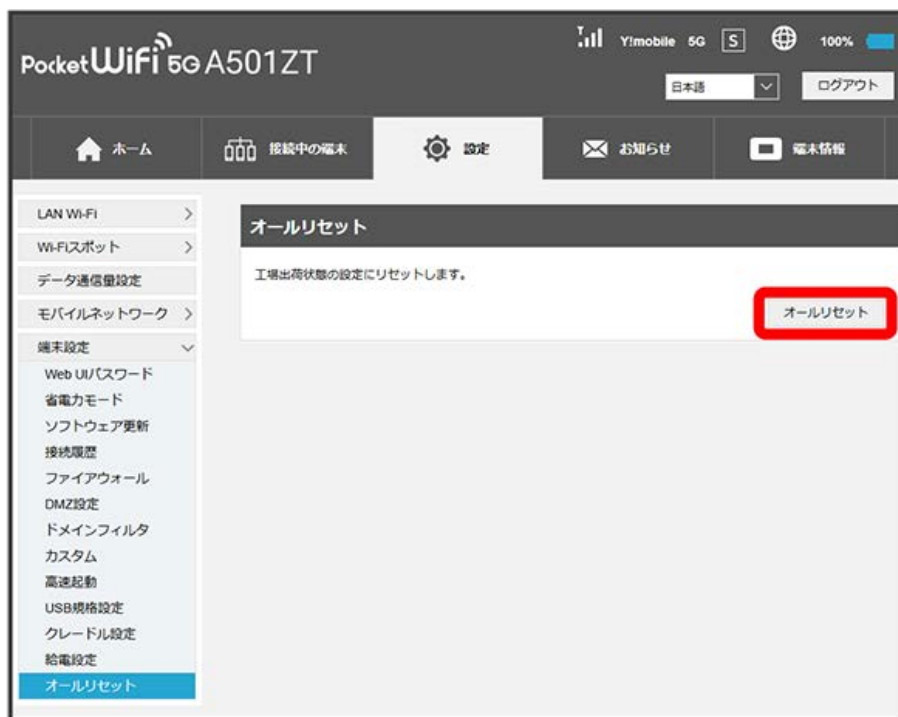 Pocket WiFi 5G A501ZT
Y!mobile 5G S 100%
日本語
ログアウト
ホーム
接続中の端末
設定
お知らせ
端末情報
LAN Wi-Fi
Wi-Fiスポット
データ通信量設定
モバイルネットワーク
端末設定
Web UIパスワード
省電力モード
ソフトウェア更新
接続履歴
ファイアウォール
DMZ設定
ドメインフィルタ
カスタム
高速起動
USB規格設定
クレードル設定
給電設定
オールリセット
オールリセット
工場出荷状態の設定にリセットします。
オールリセット